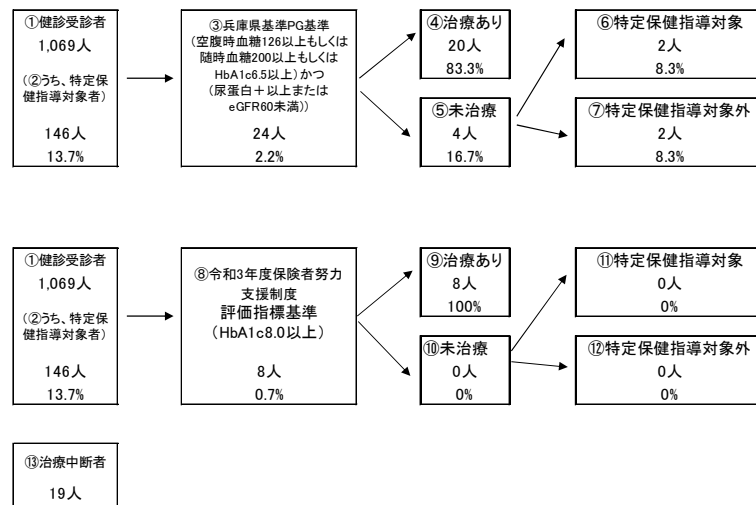 ①健診受診者
1,069人
(②うち、特定保
健指導対象者)
146人
13.7%
③兵庫県基準PG基準
(空腹時血糖126以上もしくは
随時血糖200以上もしくは
HbA1c6.5以上)かつ
(尿蛋白＋以上または
eGFR60未満))
24人
2.2%
④治療あり
20人
83.3%
⑤未治療
4人
16.7%
⑥特定保健指導対象
2人
8.3%
⑦特定保健指導対象外
2人
8.3%
①健診受診者
1,069人
(②うち、特定保
健指導対象者)
146人
13.7%
⑧令和3年度保険者努力
支援制度
評価指標基準
(HbA1c8.0以上)
8人
0.7%
⑨治療あり
8人
100%
⑩未治療
0人
0%
⑪特定保健指導対象
0人
0%
⑫特定保健指導対象外
0人
0%
⑬治療中断者
19人